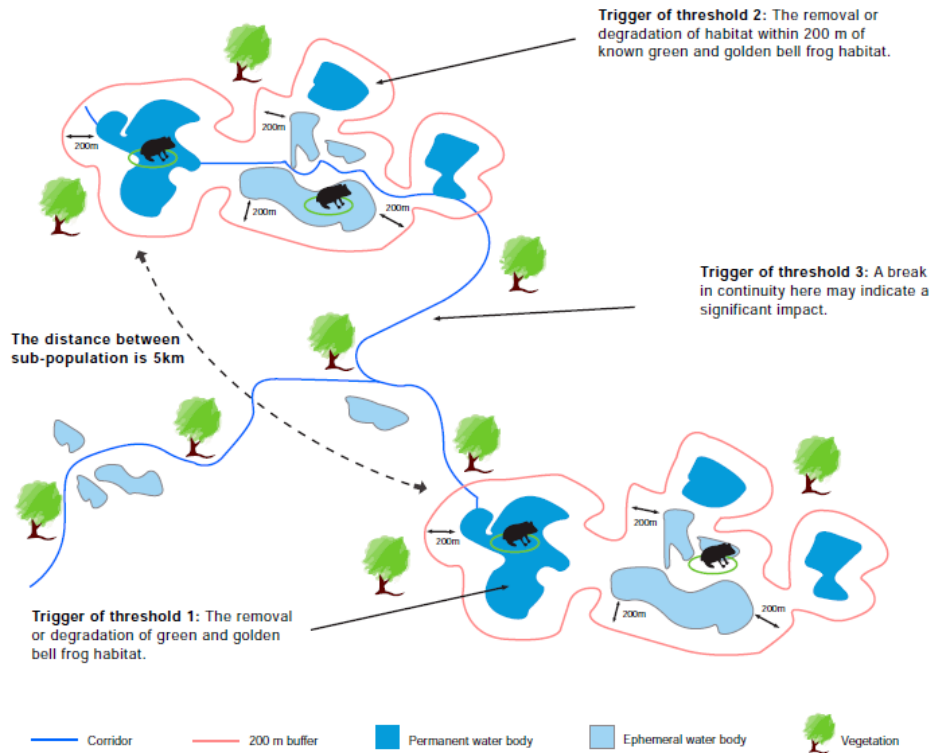 Trigger of threshold 2: The removal or
degradation of habitat within 200 m of
known green and golden bell frog habitat.
200m
200m
200m
200m
Trigger of threshold 3: A break
in continuity here may indicate a
significant impact.
The distance between
sub-population is 5km
200m
200m
200m
200m
Trigger of threshold 1: The removal
or degradation of green and golden
bell frog habitat.
Corridor
200 m buffer
Permanent water body
Ephemeral water body
Vegetation